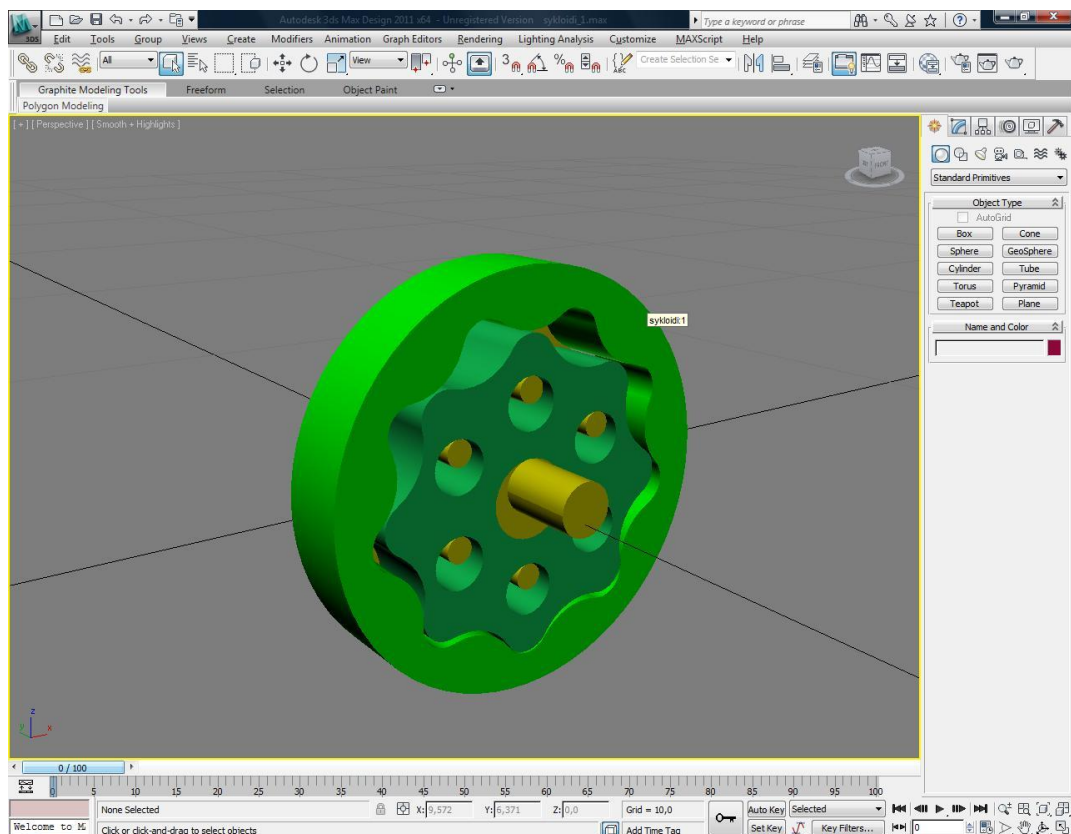 Autodesk 3ds Max Design 2011 x64 - Unregistered Version sykloidi_1.max
Type a keyword or phrase
3DS
Edit Tools Group Views Create Modifiers Animation Graph Editors Rendering Lighting Analysis Customize MAXScript Help
All
View
3
ABC
Create Selection Se
Graphite Modeling Tools Freeform Selection Object Paint
Polygon Modeling
[ + ] [ Perspective ] [ Smooth + Highlights ]
FRONT
Standard Primitives
Object Type
AutoGrid
Box Cone
Sphere GeoSphere
Cylinder Tube
Torus Pyramid
Teapot Plane
Name and Color
sykloidi:1
z
y x
0 / 100
0 5 10 15 20 25 30 35 40 45 50 55 60 65 70 75 80 85 90 95 100
None Selected X: 9,572 Y: 6,371 Z: 0,0 Grid = 10,0 Auto Key Selected
Welcome to M Click or click-and-drag to select objects Add Time Tag Set Key Key Filters... 0